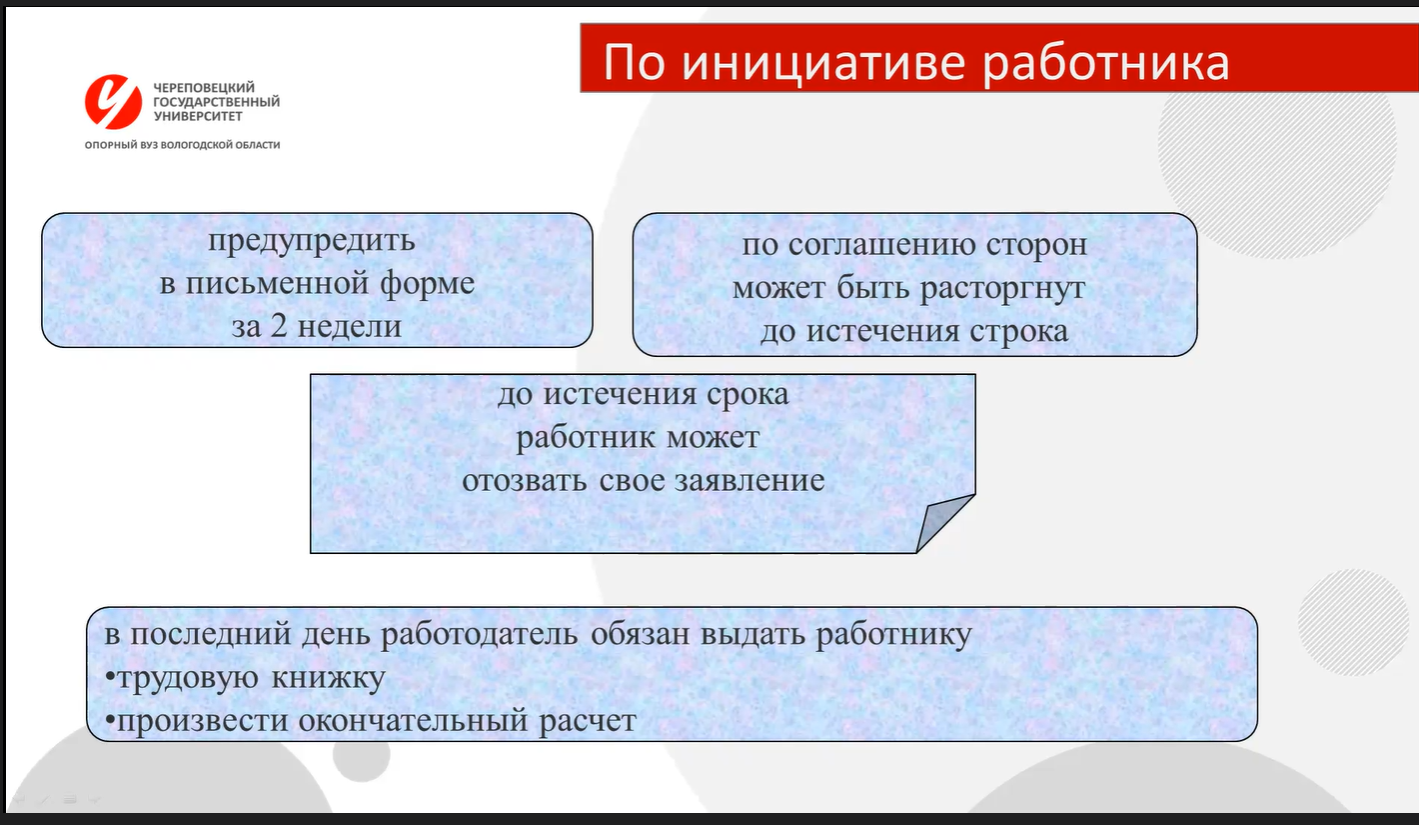 По инициативе работника
ЧЕРЕПОВЕЦКИЙ
ГОСУДАРСТВЕННЫЙ
УНИВЕРСИТЕТ
ОПОРНЫЙ ВУЗ ВОЛОГОДСКОЙ ОБЛАСТИ
предупредить
в письменной форме
за 2 недели
по соглашению сторон
может быть расторгнут
до истечения строка
до истечения срока
работник может
отозвать свое заявление
в последний день работодатель обязан выдать работнику
•трудовую книжку
•произвести окончательный расчет